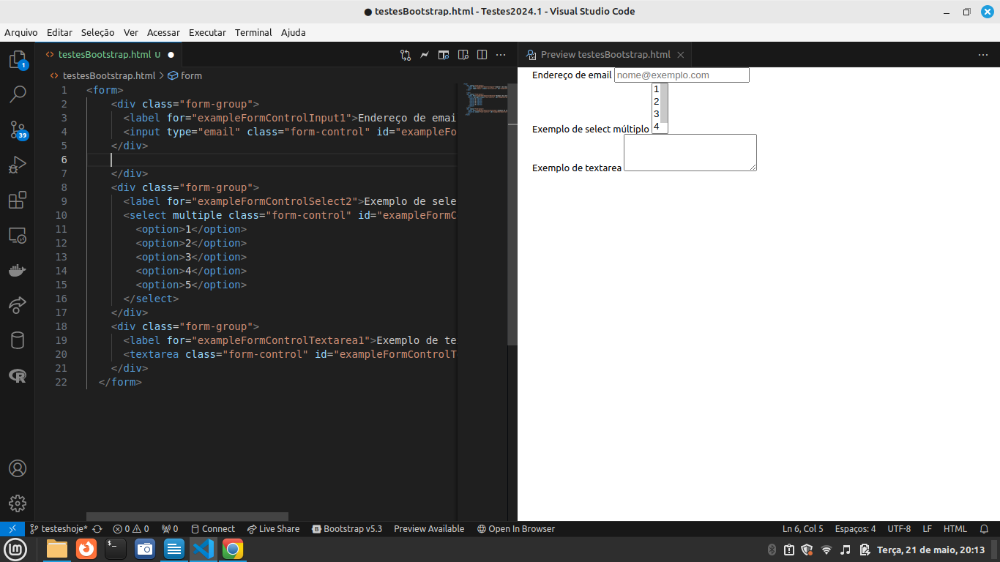 ● testesBootstrap.html - Testes2024.1 - Visual Studio Code
Arquivo Editar Seleção Ver Acessar Executar Terminal Ajuda
testesBootstrap.html U ●
Preview testesBootstrap.html
testesBootstrap.html > form
1 <form>
2 <div class="form-group">
3 <label for="exampleFormControlInput1">Endereço de emai
4 <input type="email" class="form-control" id="exampleFo
5 </div>
6
7 </div>
8 <div class="form-group">
9 <label for="exampleFormControlSelect2">Exemplo de sele
10 <select multiple class="form-control" id="exampleFormC
11 <option>1</option>
12 <option>2</option>
13 <option>3</option>
14 <option>4</option>
15 <option>5</option>
16 </select>
17 </div>
18 <div class="form-group">
19 <label for="exampleFormControlTextarea1">Exemplo de te
20 <textarea class="form-control" id="exampleFormControlT
21 </div>
22 </form>
Endereço de email nome@exemplo.com
1
2
3
Exemplo de select múltiplo 4
Exemplo de textarea
1
39
testeshoje* 0 0 0 Connect Live Share Bootstrap v5.3 Preview Available Open In Browser Ln 6, Col 5 Espaços: 4 UTF-8 LF HTML
Terça, 21 de maio, 20:13